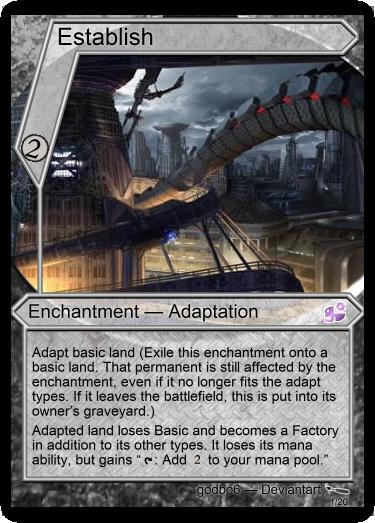 Establish
2
Enchantment — Adaptation
Adapt basic land (Exile this enchantment onto a
basic land. That permanent is still affected by the
enchantment, even if it no longer fits the adapt
types. If it leaves the battlefield, this is put into its
owner's graveyard.)
Adapted land loses Basic and becomes a Factory
in addition to its other types. It loses its mana
ability, but gains " : Add 2 to your mana pool."
godbo6 — Deviantart
1/20